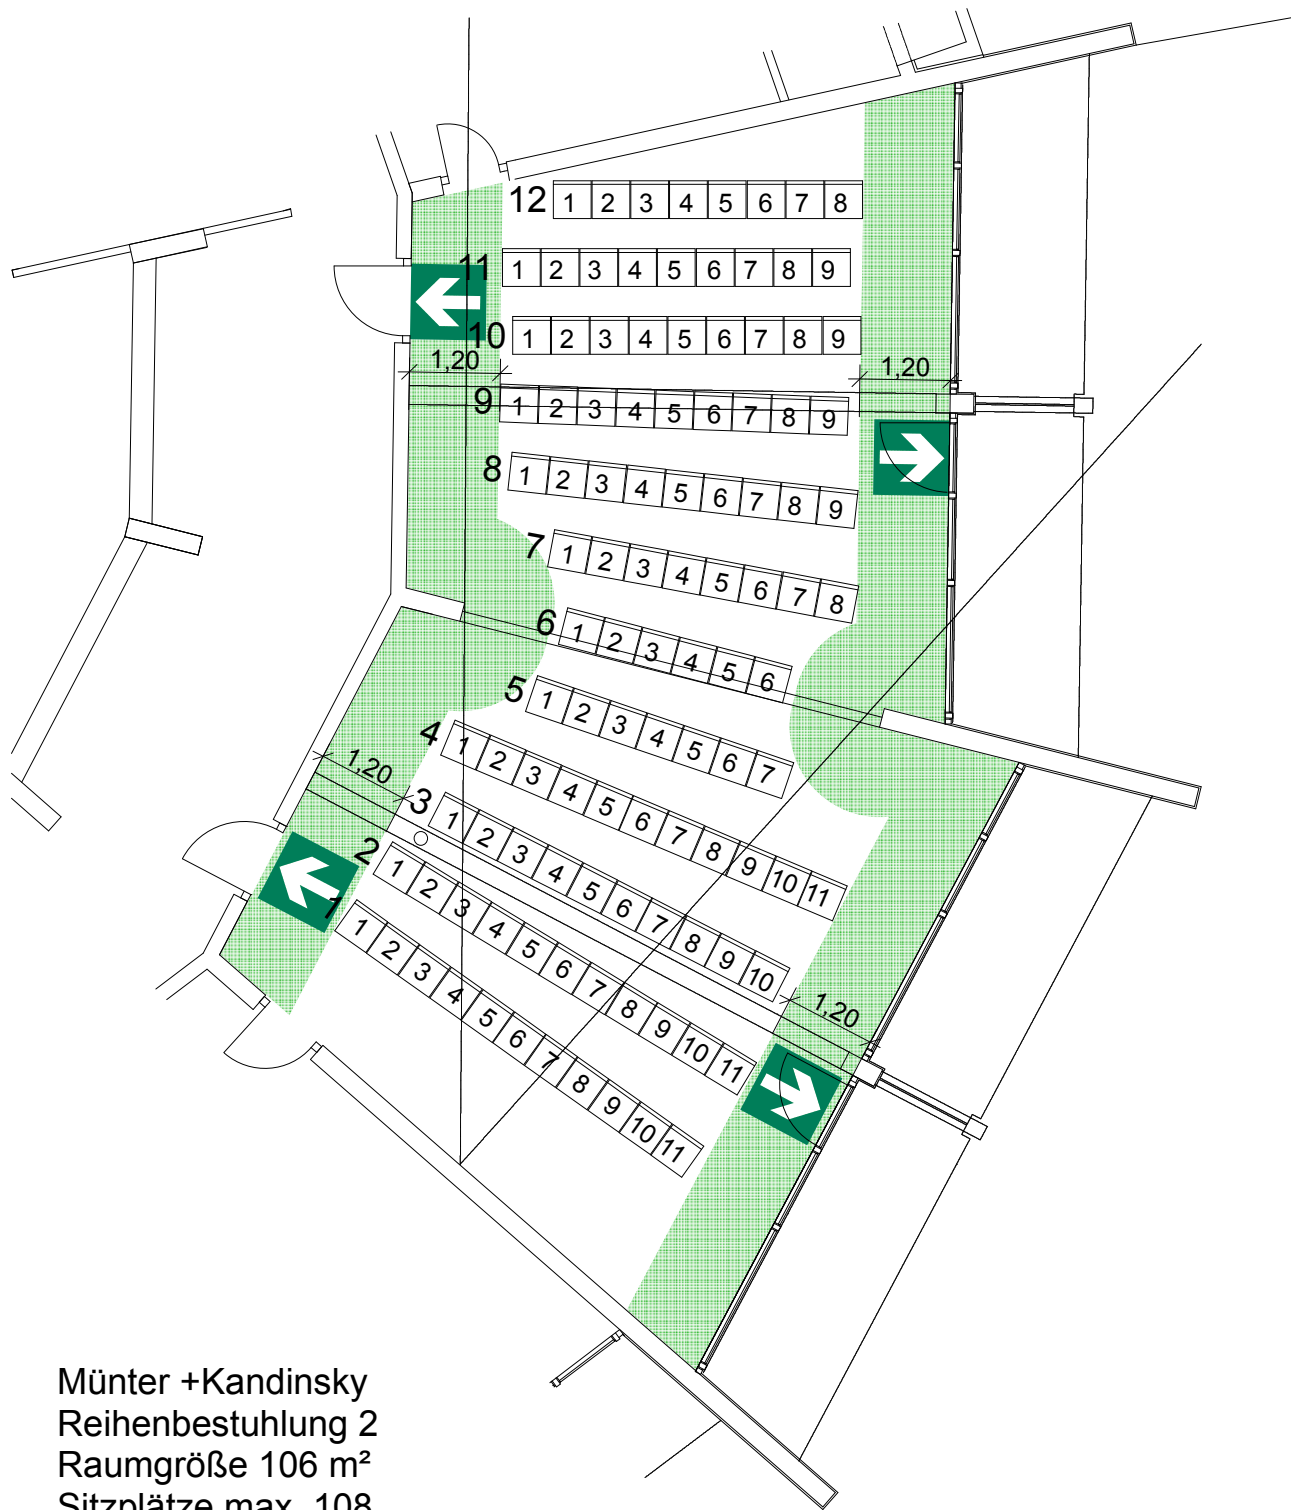 12 1 2 3 4 5 6 7 8
11 1 2 3 4 5 6 7 8 9
10 1 2 3 4 5 6 7 8 9
1,20 1,20
9 1 2 3 4 5 6 7 8 9
8 1 2 3 4 5 6 7 8 9
7 1 2 3 4 5 6 7 8
6 1 2 3 4 5 6
5 1 2 3 4 5 6 7
4 1 2 3 4 5 6 7 8 9 10 11
1,20
3 1 2 3 4 5 6 7 8 9 10
2 1 2 3 4 5 6 7 8 9 10 11
1 1 2 3 4 5 6 7 8 9 10 11
1,20
Münter +Kandinsky
Reihenbestuhlung 2
Raumgröße 106 m²
Sitzplätze max. 108